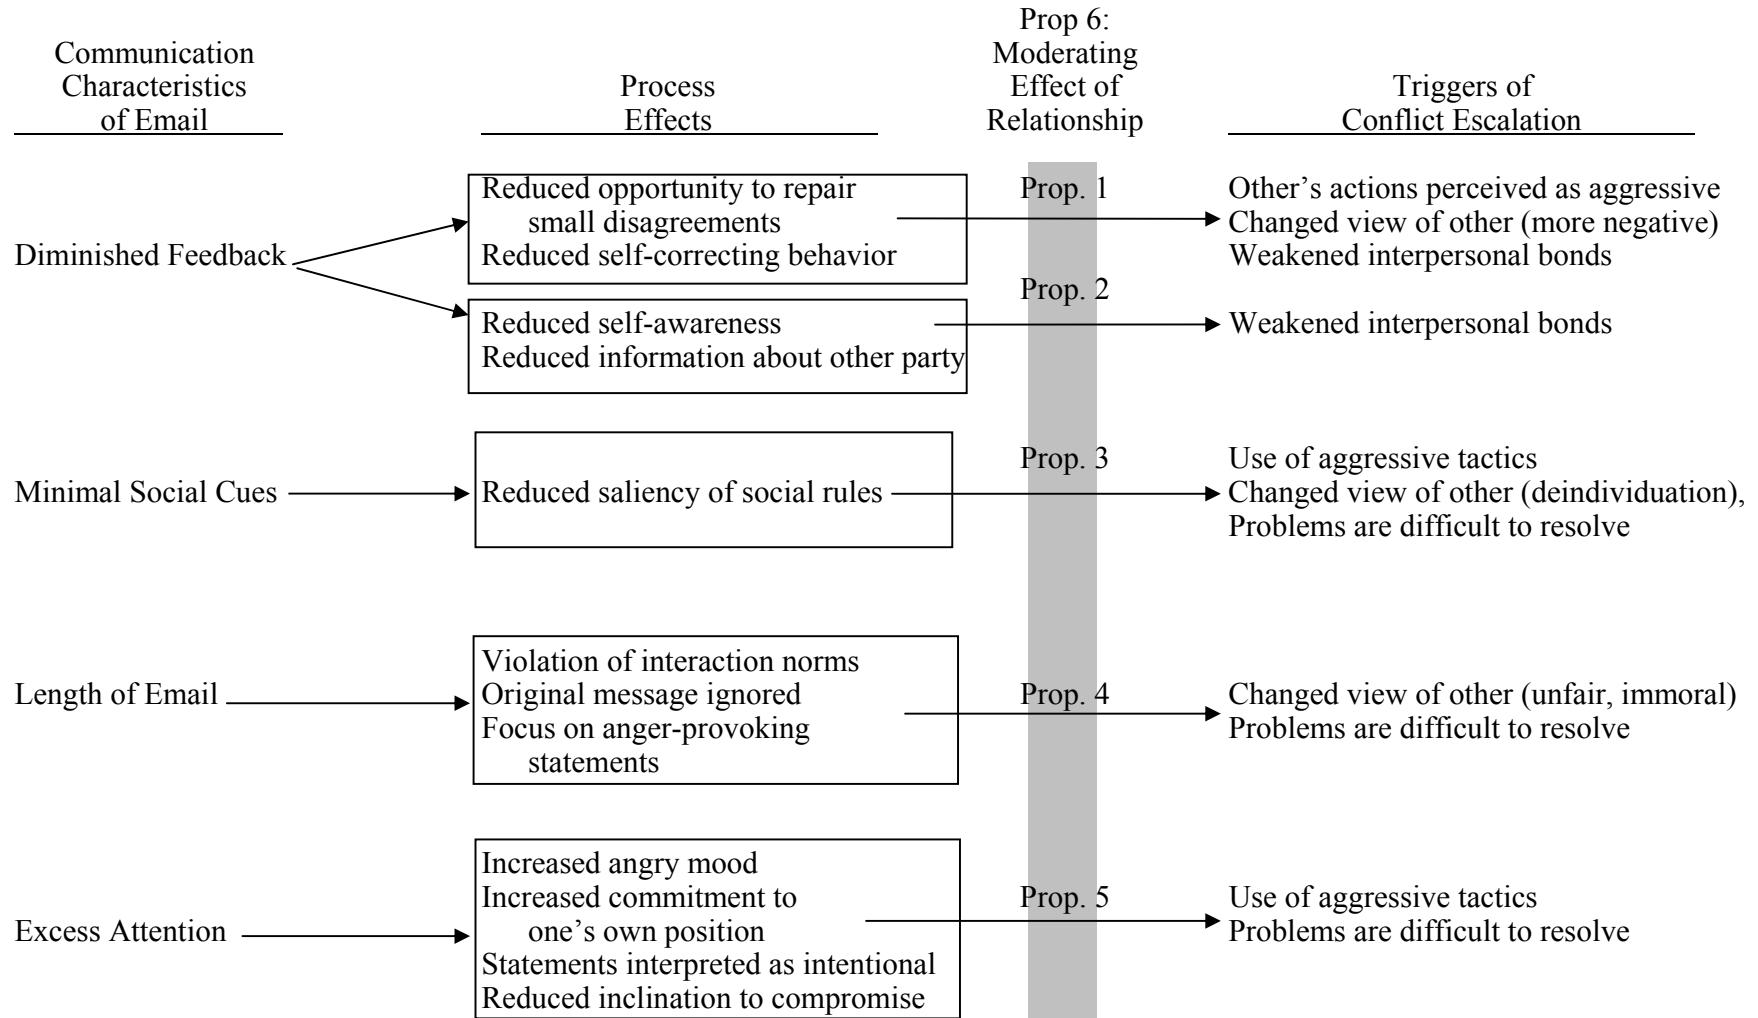 Communication
Characteristics
of Email
Process
Effects
Prop 6:
Moderating
Effect of
Relationship
Triggers of
Conflict Escalation
Diminished Feedback
Reduced opportunity to repair
small disagreements
Reduced self-correcting behavior
Prop. 1
Other’s actions perceived as aggressive
Changed view of other (more negative)
Weakened interpersonal bonds
Reduced self-awareness
Reduced information about other party
Prop. 2
Weakened interpersonal bonds
Minimal Social Cues
Reduced saliency of social rules
Prop. 3
Use of aggressive tactics
Changed view of other (deindividuation),
Problems are difficult to resolve
Length of Email
Violation of interaction norms
Original message ignored
Focus on anger-provoking
statements
Prop. 4
Changed view of other (unfair, immoral)
Problems are difficult to resolve
Excess Attention
Increased angry mood
Increased commitment to
one’s own position
Statements interpreted as intentional
Reduced inclination to compromise
Prop. 5
Use of aggressive tactics
Problems are difficult to resolve